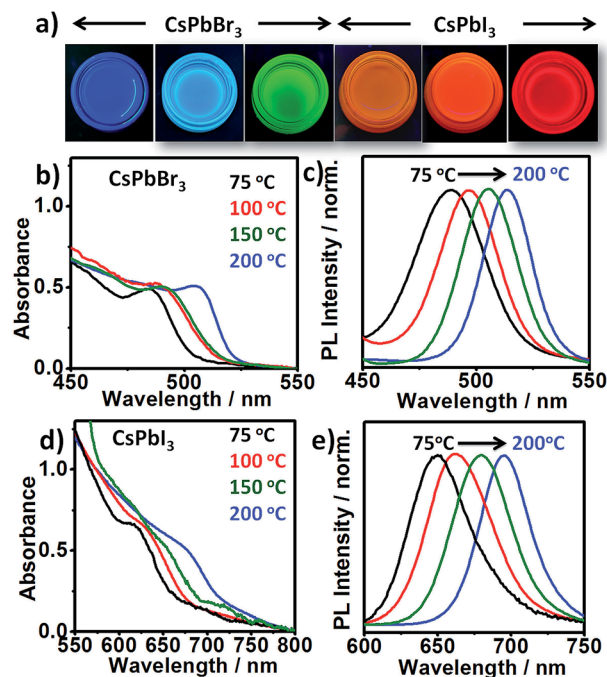 a)
CsPbBr₃ CsPbI₃
b)
CsPbBr₃
75 °C
100 °C
150 °C
200 °C
1.0
0.5
0.0
450 500 550
Absorbance
Wavelength / nm
c)
75 °C 200 °C
PL Intensity / norm.
450 500 550
Wavelength / nm
d)
CsPbI₃
75 °C
100 °C
150 °C
200 °C
1.0
0.5
0.0
550 600 650 700 750 800
Absorbance
Wavelength / nm
e)
75°C 200°C
PL Intensity / norm.
600 650 700 750
Wavelength / nm